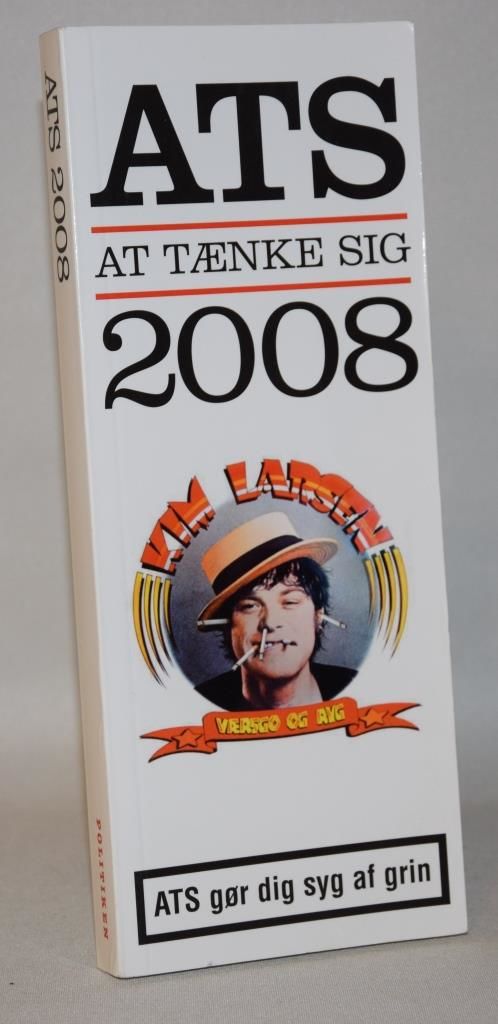 ATS
AT TÆNKE SIG
2008
KIM LARSEN
VÆRSGO OG RYG
ATS gør dig syg af grin
ATS 2008
POLITIKEN